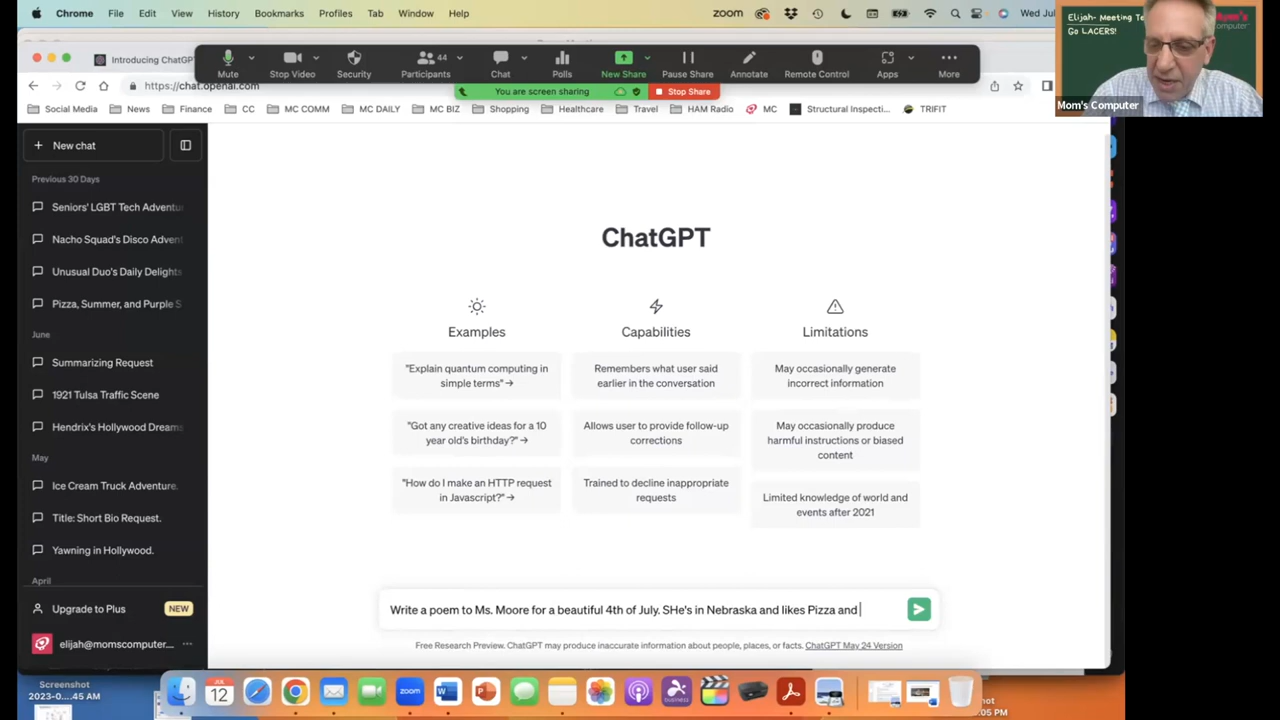 Chrome File Edit View History Bookmarks Profiles Tab Window Help zoom Wed Jul
Elijah- Meeting
Go LACERS!
computer
Mom's Computer
Introducing ChatGP
Mute Stop Video Security Participants 44 Chat Polls New Share Pause Share Annotate Remote Control Apps More
https://chat.openai.com
You are screen sharing Stop Share
Social Media News Finance CC MC COMM MC DAILY MC BIZ Shopping Healthcare Travel HAM Radio MC Structural Inspecti... TRIFIT
+ New chat
Previous 30 Days
Seniors' LGBT Tech Adventu
Nacho Squad's Disco Adven
Unusual Duo's Daily Delights
Pizza, Summer, and Purple S
June
Summarizing Request
1921 Tulsa Traffic Scene
Hendrix's Hollywood Dreams
May
Ice Cream Truck Adventure.
Title: Short Bio Request.
Yawning in Hollywood.
April
Upgrade to Plus NEW
elijah@momscomputer.... ...
ChatGPT
Examples
"Explain quantum computing in
simple terms" →
"Got any creative ideas for a 10
year old's birthday?" →
"How do I make an HTTP request
in Javascript?" →
Capabilities
Remembers what user said
earlier in the conversation
Allows user to provide follow-up
corrections
Trained to decline inappropriate
requests
Limitations
May occasionally generate
incorrect information
May occasionally produce
harmful instructions or biased
content
Limited knowledge of world and
events after 2021
Write a poem to Ms. Moore for a beautiful 4th of July. SHe's in Nebraska and likes Pizza and
Free Research Preview. ChatGPT may produce inaccurate information about people, places, or facts. ChatGPT May 24 Version
JUL
12
zoom
business
Screenshot
2023-0....45 AM
shot
:05 PM